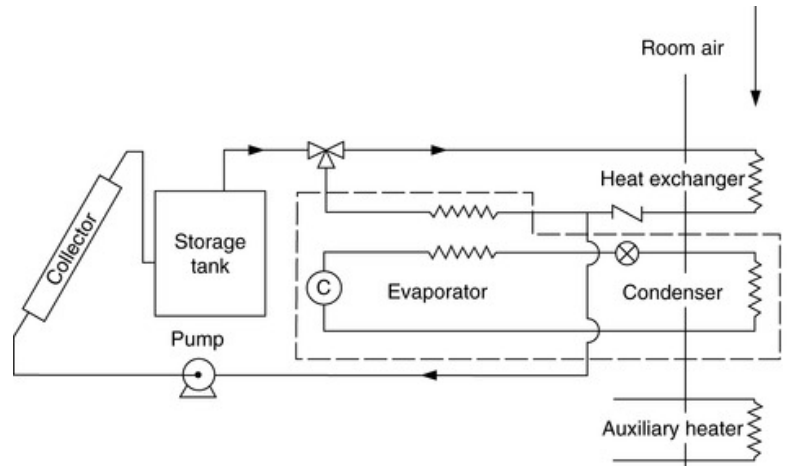 Room air
Heat exchanger
Collector
Storage
tank
C
Evaporator
Condenser
Pump
Auxiliary heater